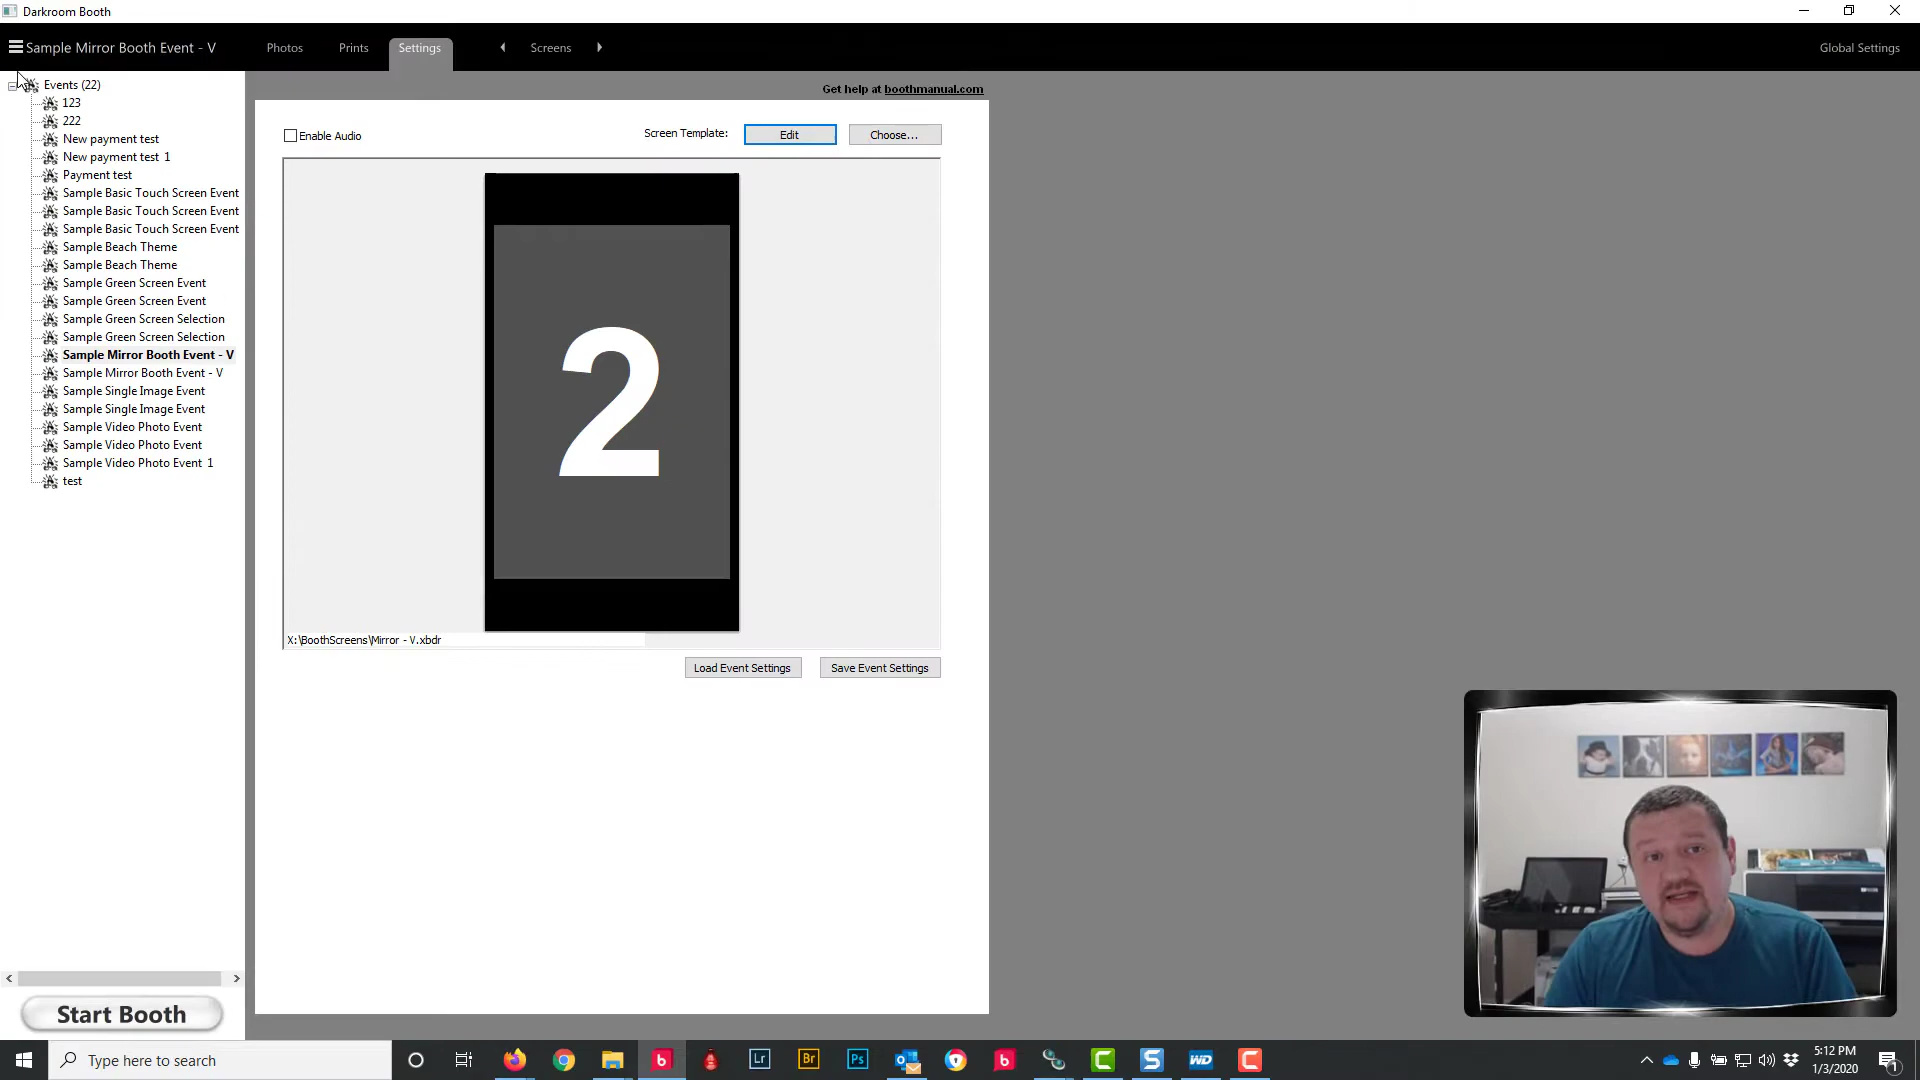 Darkroom Booth
Sample Mirror Booth Event - V
Photos
Prints
Settings
Screens
Global Settings
Get help at boothmanual.com
Events (22)
123
222
New payment test
New payment test 1
Payment test
Sample Basic Touch Screen Event
Sample Basic Touch Screen Event
Sample Basic Touch Screen Event
Sample Beach Theme
Sample Beach Theme
Sample Green Screen Event
Sample Green Screen Event
Sample Green Screen Selection
Sample Green Screen Selection
Sample Mirror Booth Event - V
Sample Mirror Booth Event - V
Sample Single Image Event
Sample Single Image Event
Sample Video Photo Event
Sample Video Photo Event
Sample Video Photo Event 1
test
Enable Audio
Screen Template:
Edit
Choose...
2
X:\BoothScreens\Mirror - V.xbdr
Load Event Settings
Save Event Settings
Start Booth
Type here to search
b
Lr
Br
Ps
b
C
S
WD
C
5:12 PM
1/3/2020
1